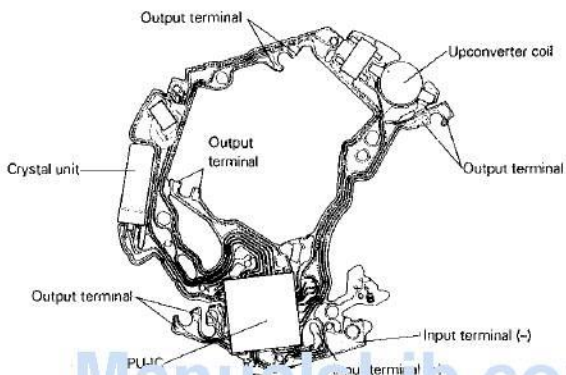 Output terminal
Upconverter coil
Output
terminal
Crystal unit
Output terminal
Output terminal
Input terminal (–)